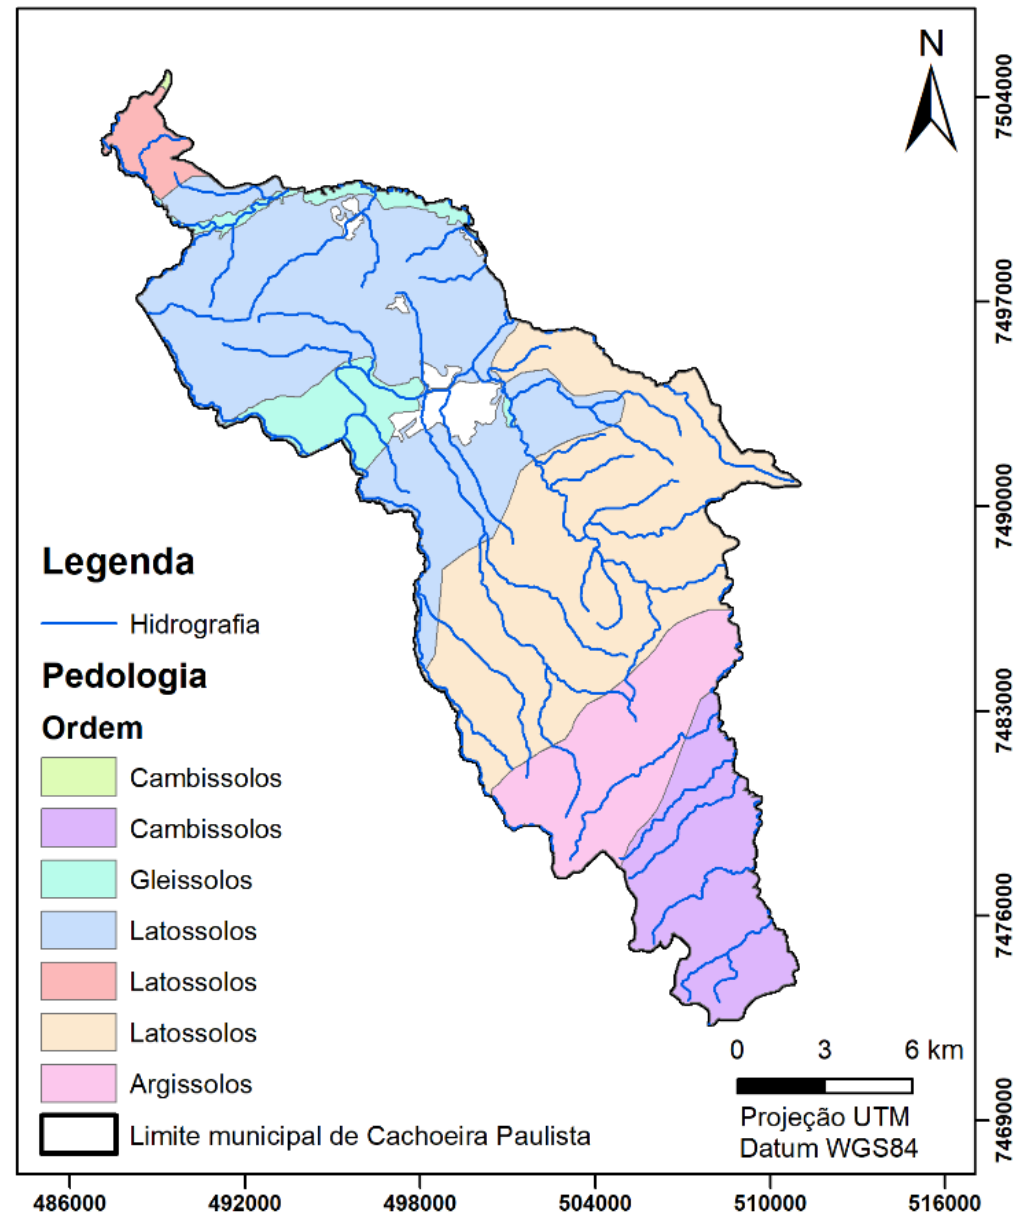 N
7504000
7497000
7490000
7483000
7476000
7469000
Legenda
Hidrografia
Pedologia
Ordem
Cambissolos
Cambissolos
Gleissolos
Latossolos
Latossolos
Latossolos
Argissolos
Limite municipal de Cachoeira Paulista
0 3 6 km
Projeção UTM
Datum WGS84
486000 492000 498000 504000 510000 516000